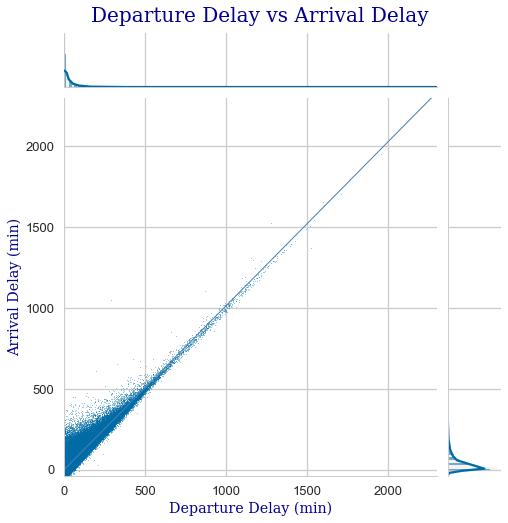 Departure Delay vs Arrival Delay
2000
1500
1000
500
0
Arrival Delay (min)
0 500 1000 1500 2000
Departure Delay (min)